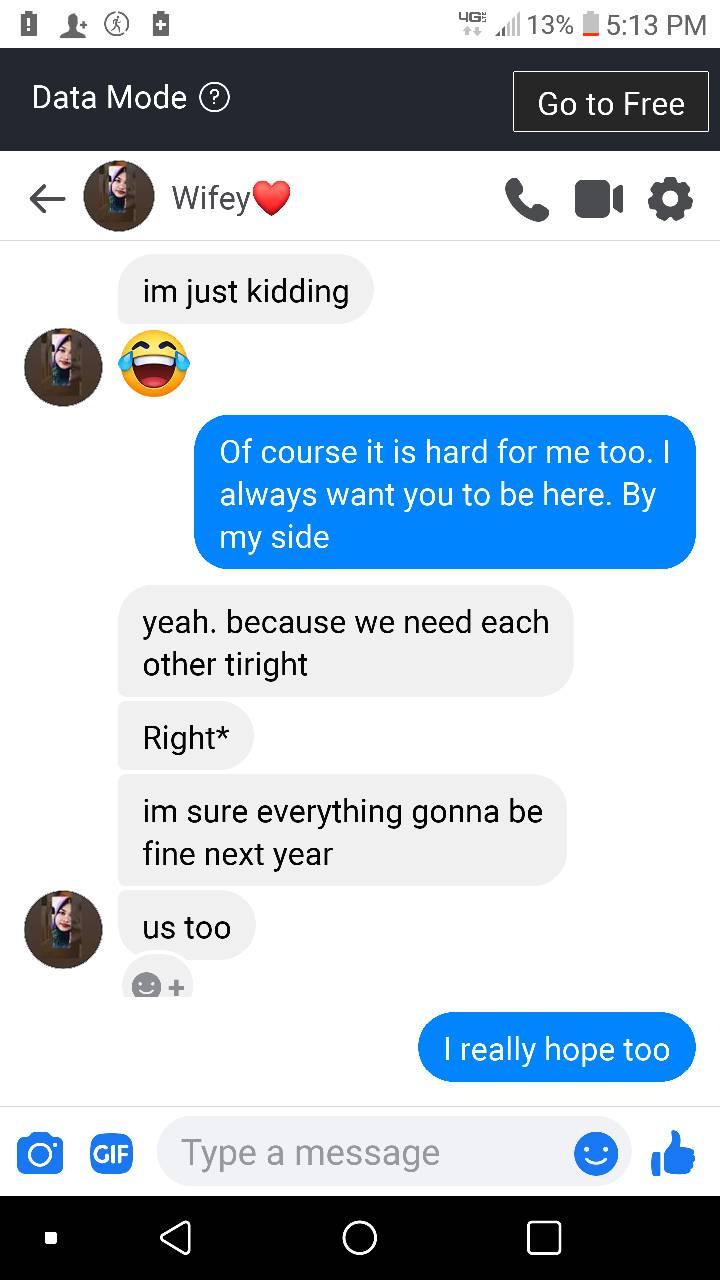 4G 13% 5:13 PM
Data Mode ? Go to Free
Wifey❤️
im just kidding
😂
Of course it is hard for me too. I
always want you to be here. By
my side
yeah. because we need each
other tiright
Right*
im sure everything gonna be
fine next year
us too
I really hope too
GIF Type a message